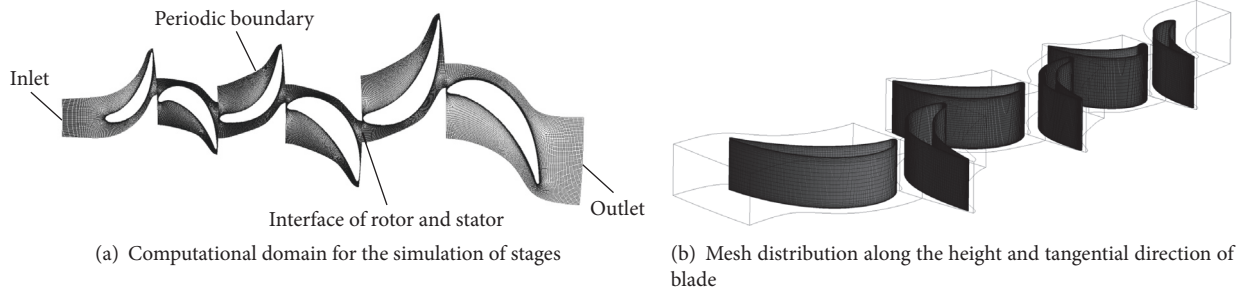 Periodic boundary
Inlet
Interface of rotor and stator
Outlet
(a) Computational domain for the simulation of stages
(b) Mesh distribution along the height and tangential direction of
blade